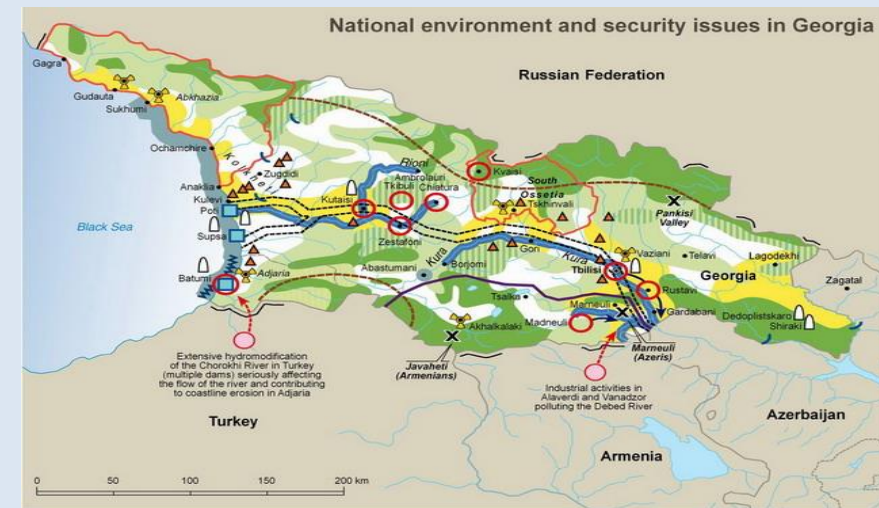 National environment and security issues in Georgia
Russian Federation
Gagra
Gudauta
Abkhazia
Sukhumi
Ochamchire
Kolkheti
Rioni
Zugdidi
Ambrolauri
Kvaisi
South
Ossetia
Anaklia
Tkibuli
Chiatura
Kutaisi
Kulevi
Poti
Tskhinvali
Pankisi
Valley
Black Sea
Supsa
Zestafoni
Kura
Gori
Kura
Vaziani
Telavi
Lagodekhi
Batumi
Adjaria
Abastumani
Borjomi
Tbilisi
Georgia
Zagatal
Tsalka
Rustavi
Marneuli
Gardabani
Dedoplistskaro
Shiraki
Akhalkalaki
Madneuli
Marneuli
(Azeris)
Javaheti
(Armenians)
Extensive hydromodification
of the Chorokhi River in Turkey
(multiple dams) seriously affecting
the flow of the river and contributing
to coastline erosion in Adjaria
Industrial activities in
Alaverdi and Vanadzor
polluting the Debed River
Turkey
Azerbaijan
Armenia
0 50 100 150 200 km